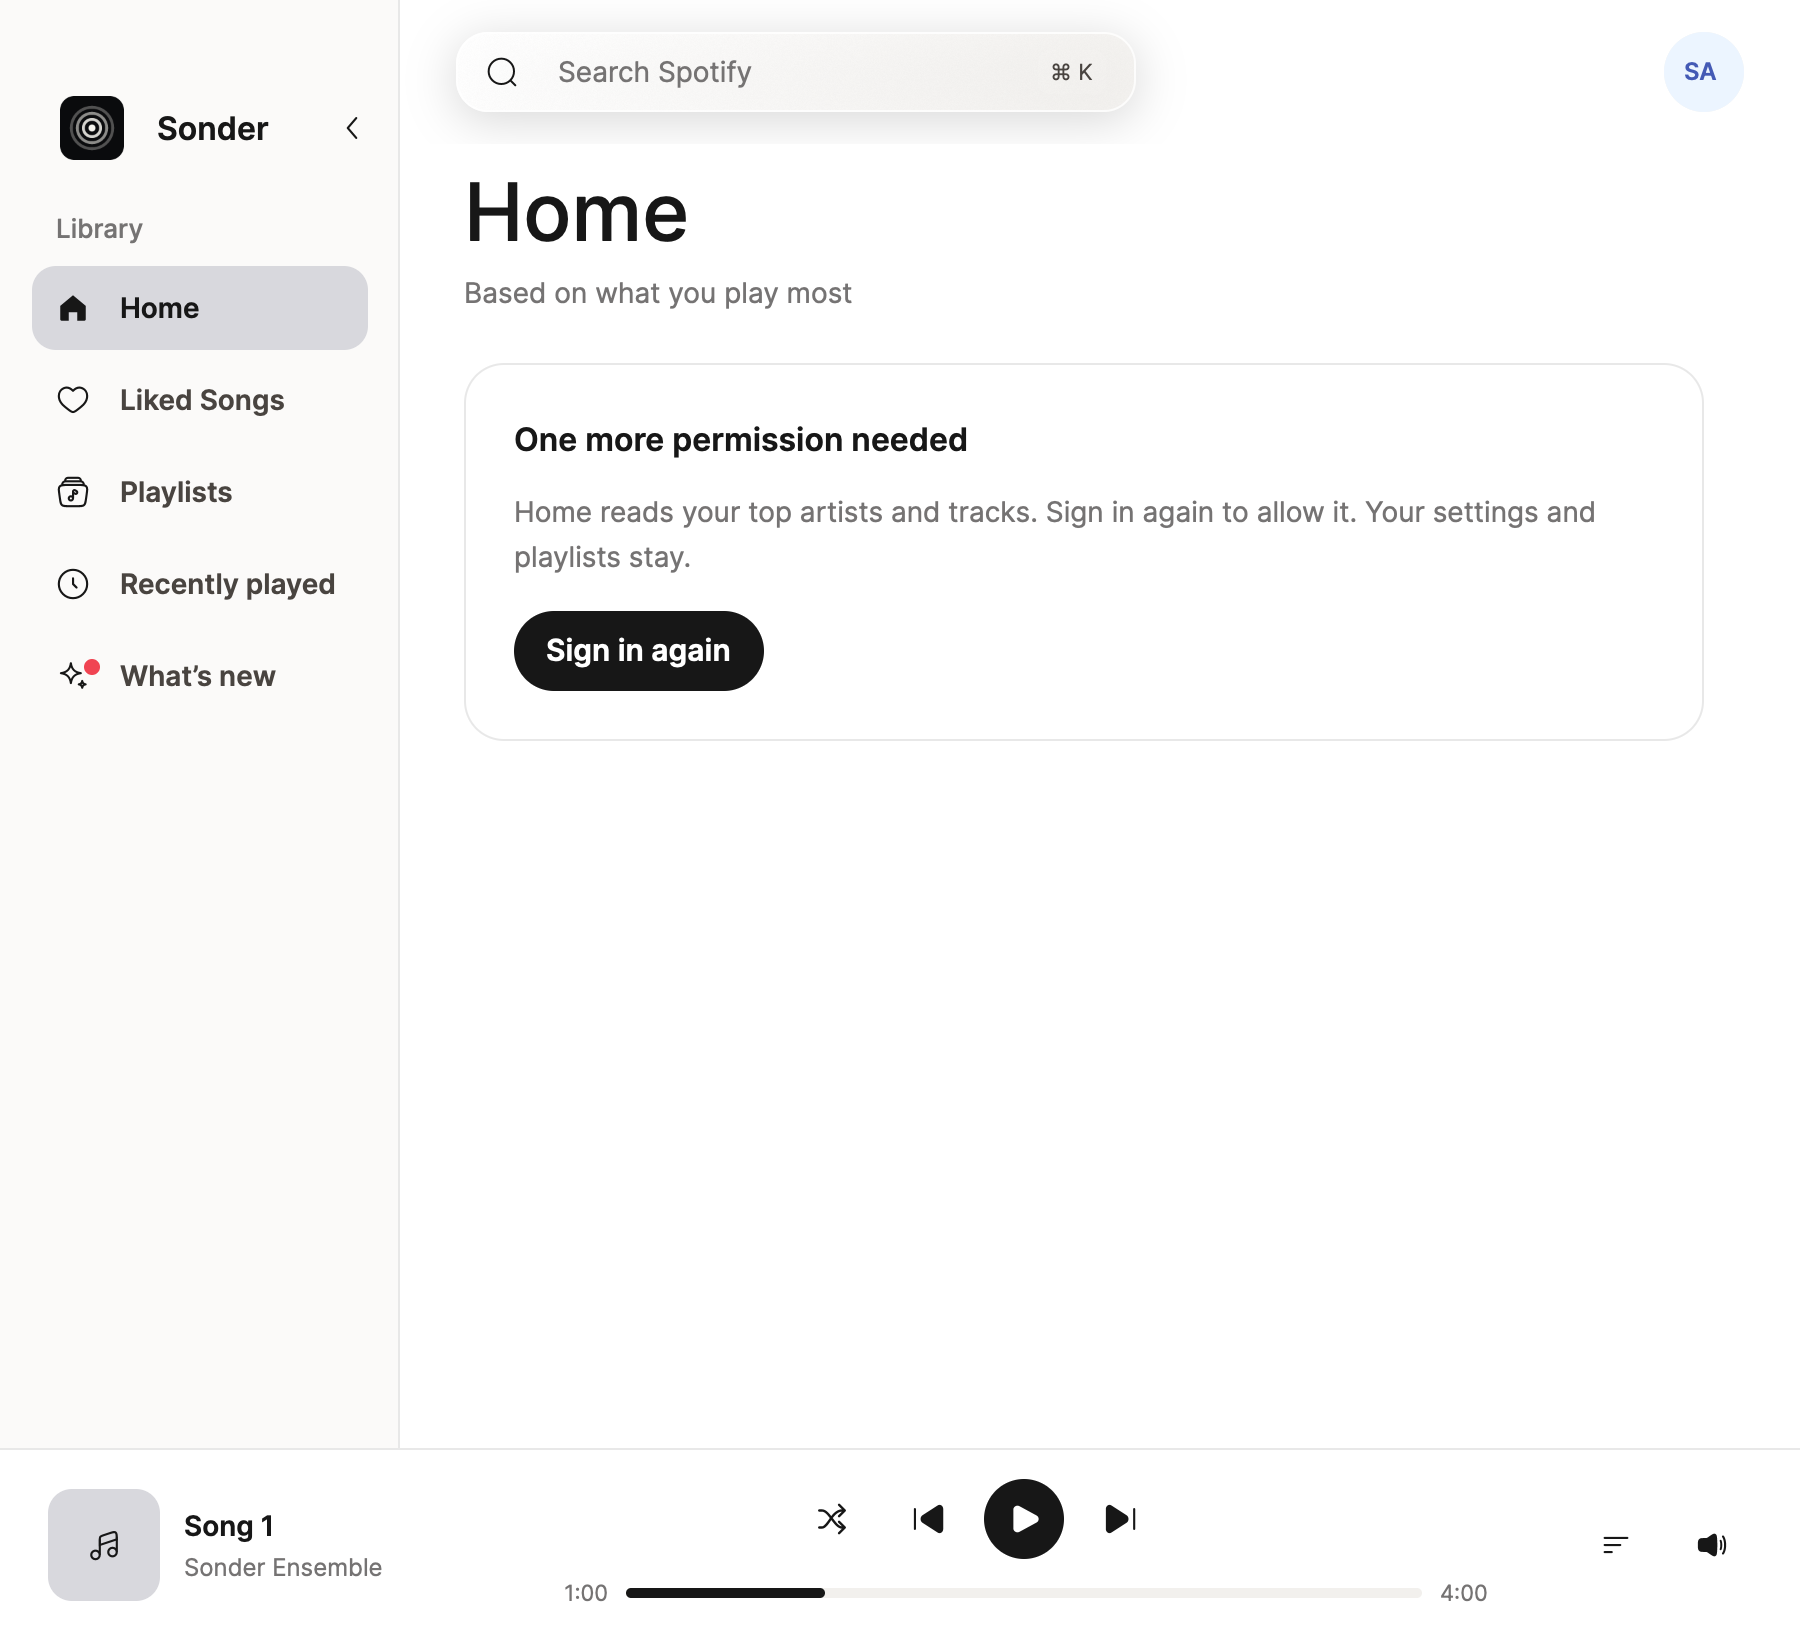 Search Spotify
⌘ K
SA
Sonder
Library
Home
Liked Songs
Playlists
Recently played
What’s new
Home
Based on what you play most
One more permission needed
Home reads your top artists and tracks. Sign in again to allow it. Your settings and
playlists stay.
Sign in again
Song 1
Sonder Ensemble
1:00
4:00